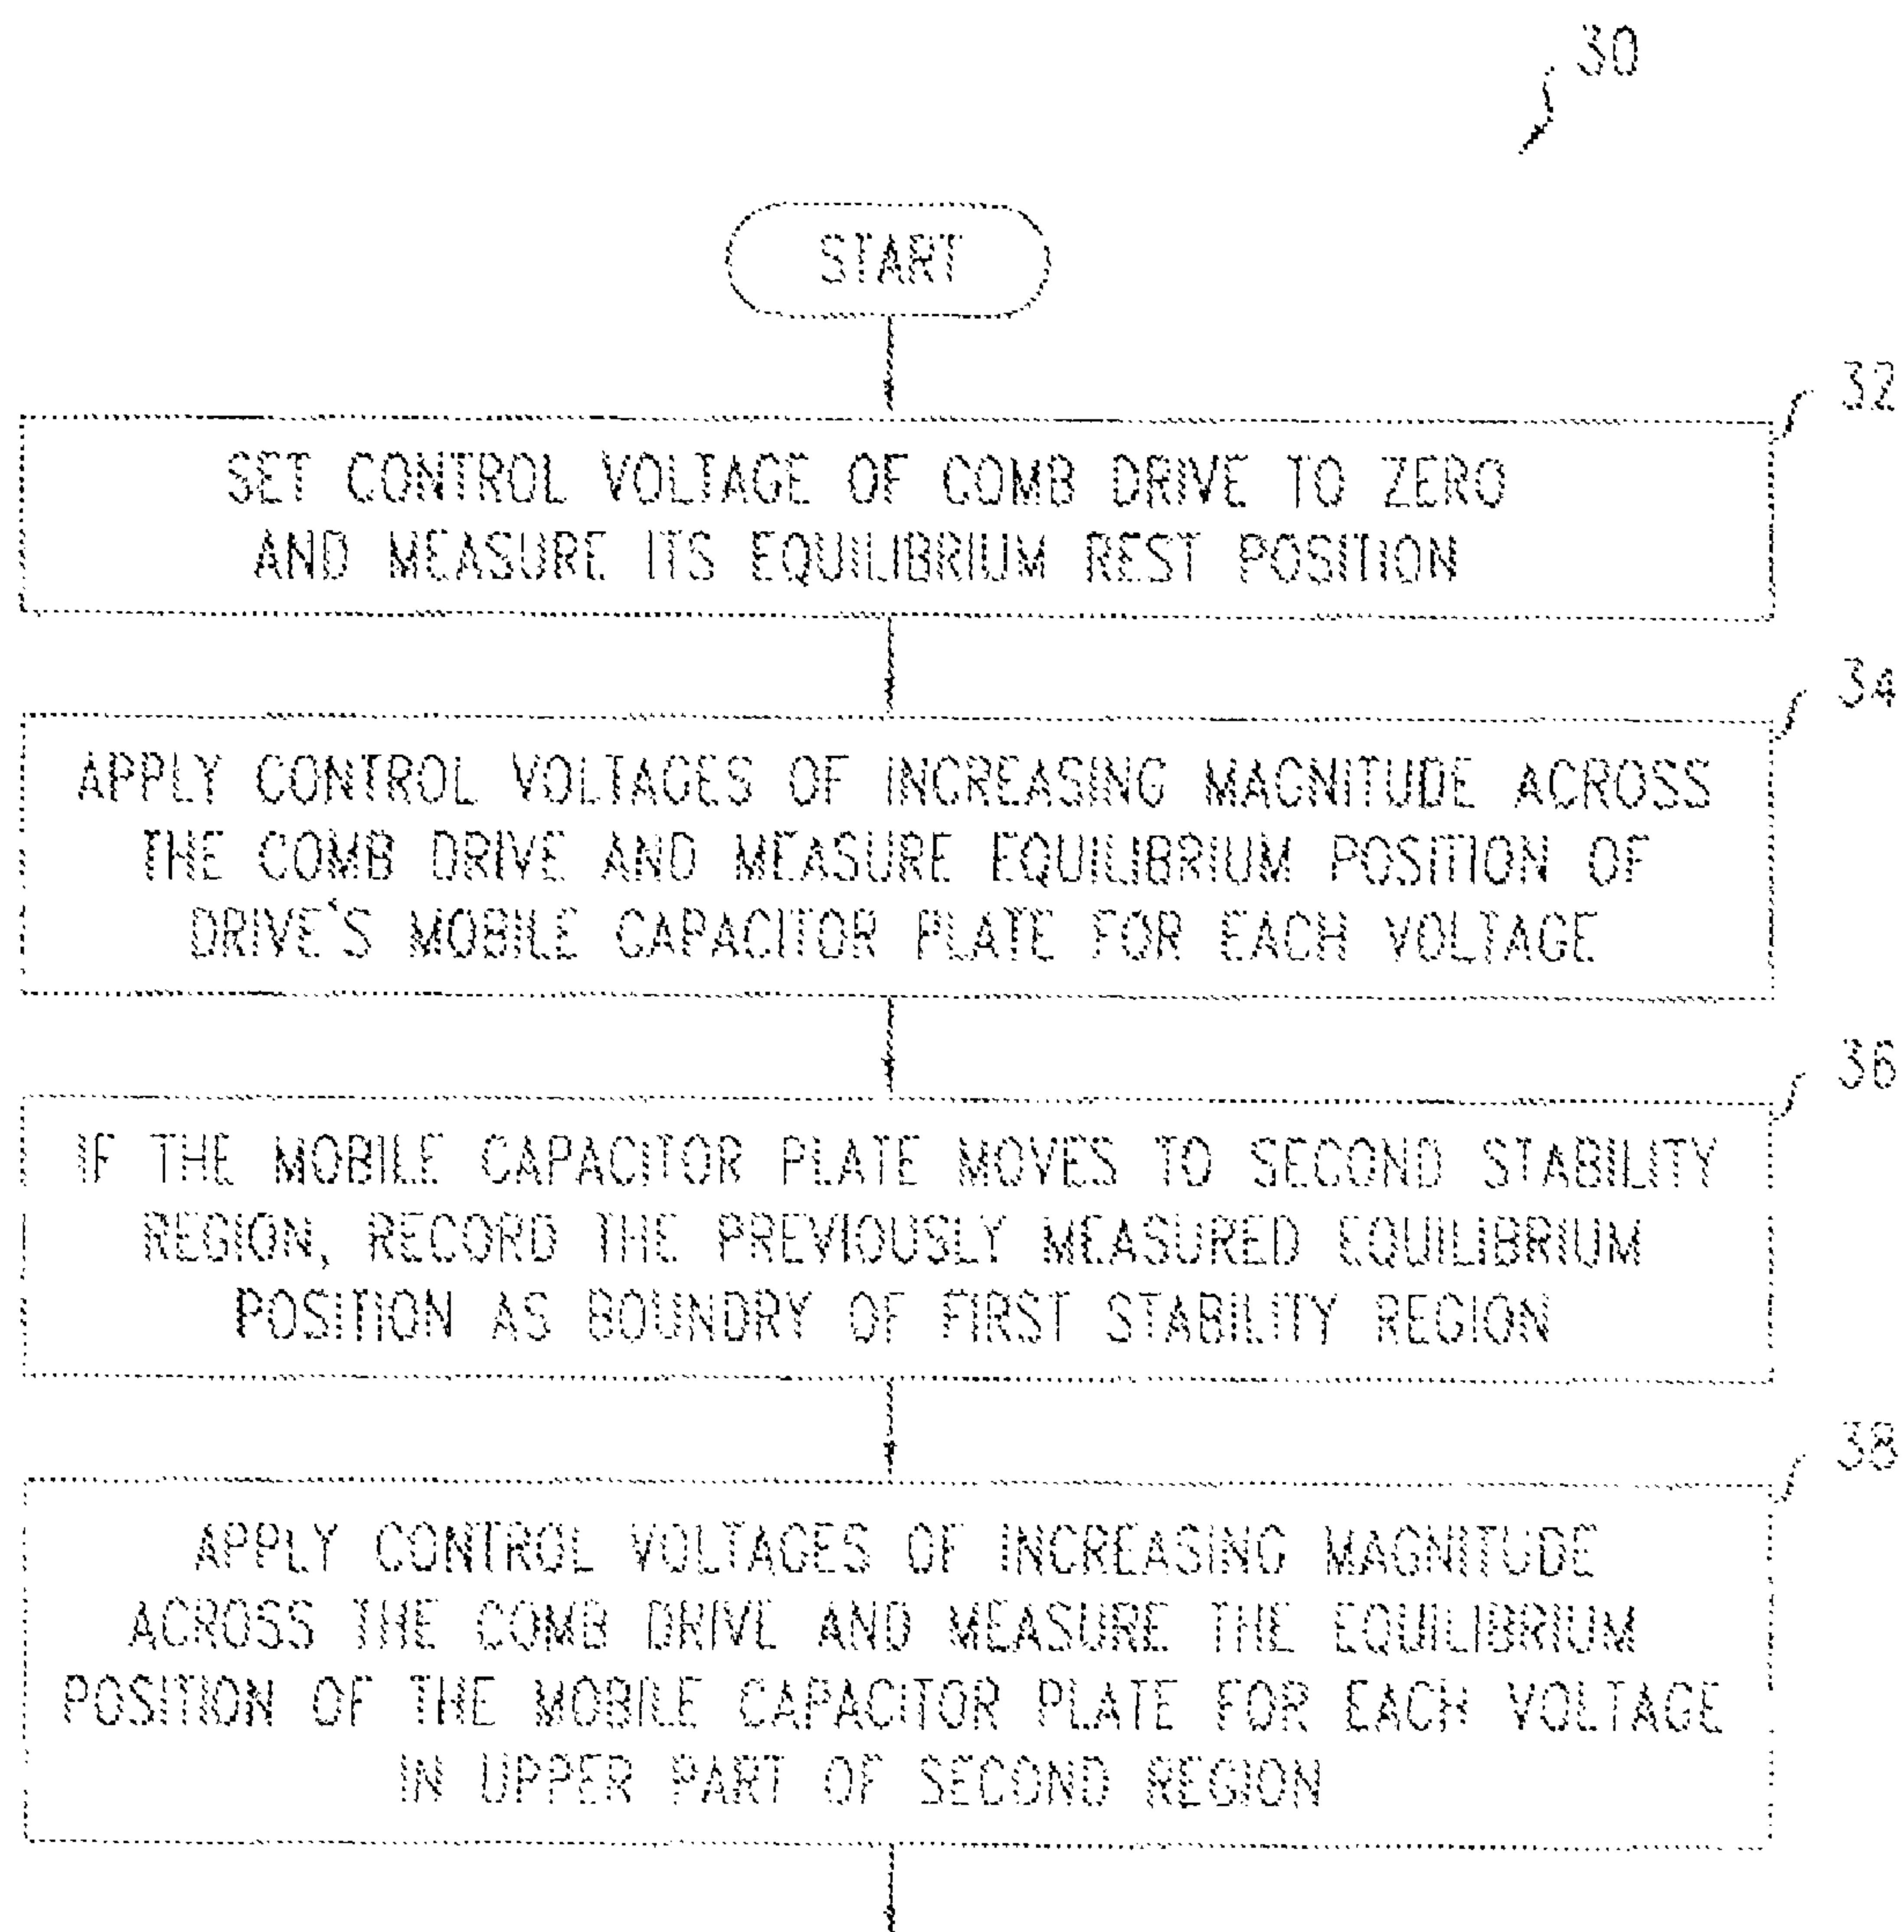 30
START
32
SET CONTROL VOLTAGE OF COMB DRIVE TO ZERO
AND MEASURE ITS EQUILIBRIUM REST POSITION
34
APPLY CONTROL VOLTAGES OF INCREASING MAGNITUDE ACROSS
THE COMB DRIVE AND MEASURE EQUILIBRIUM POSITION OF
DRIVE'S MOBILE CAPACITOR PLATE FOR EACH VOLTAGE
36
IF THE MOBILE CAPACITOR PLATE MOVES TO SECOND STABILITY
REGION, RECORD THE PREVIOUSLY MEASURED EQUILIBRIUM
POSITION AS BOUNDRY OF FIRST STABILITY REGION
38
APPLY CONTROL VOLTAGES OF INCREASING MAGNITUDE
ACROSS THE COMB DRIVE AND MEASURE THE EQUILIBRIUM
POSITION OF THE MOBILE CAPACITOR PLATE FOR EACH VOLTAGE
IN UPPER PART OF SECOND REGION